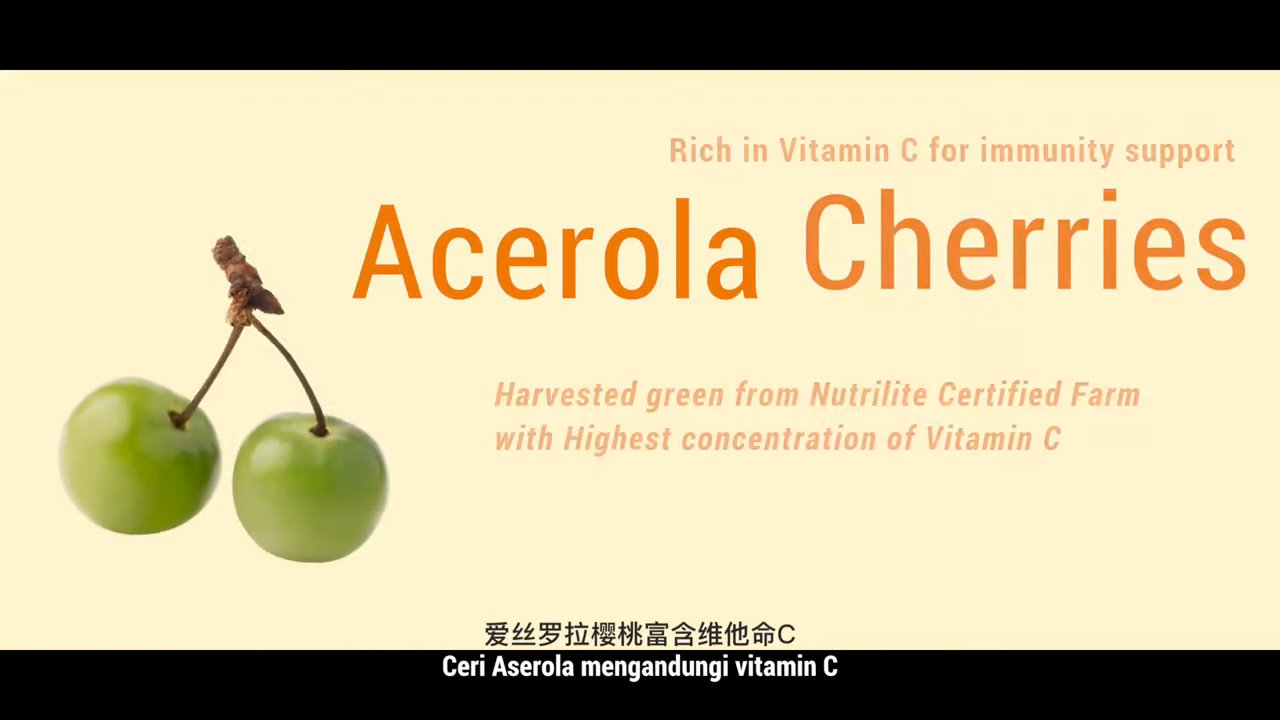 Rich in Vitamin C for immunity support
Acerola Cherries
Harvested green from Nutrilite Certified Farm
with Highest concentration of Vitamin C
爱丝罗拉樱桃富含维他命C
Ceri Aserola mengandungi vitamin C